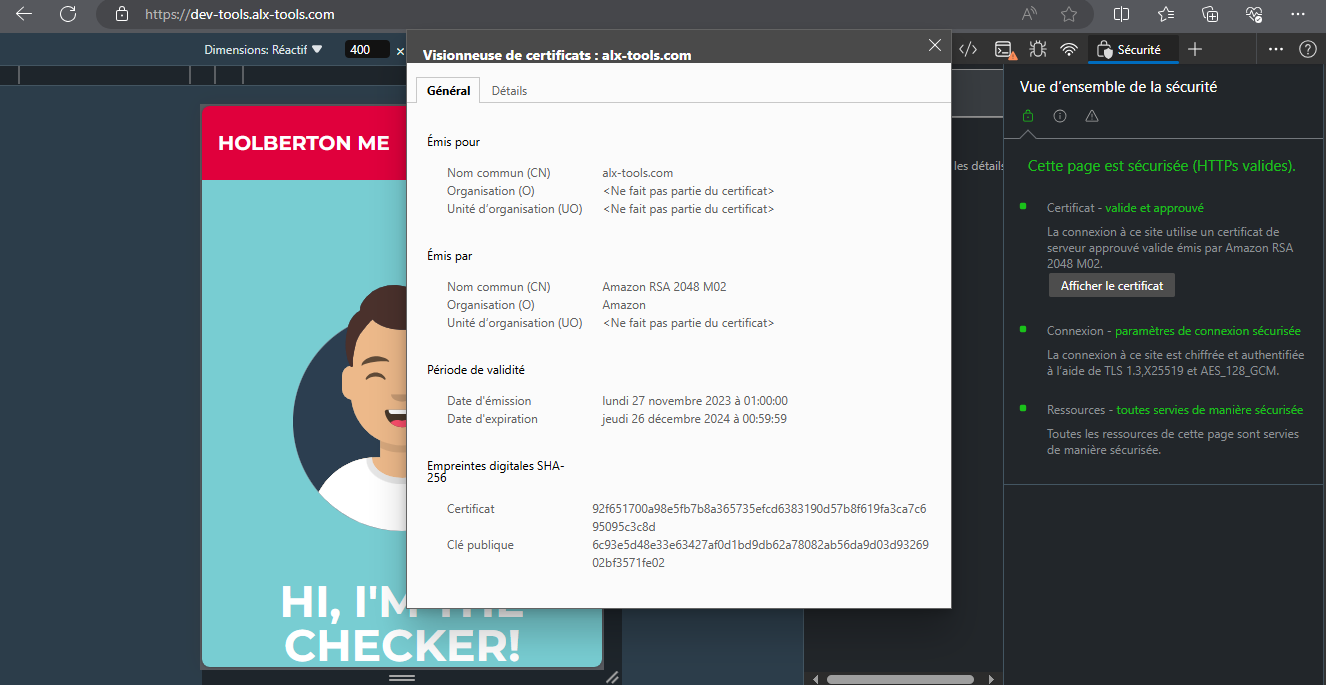 https://dev-tools.alx-tools.com
Dimensions: Réactif
400
×
Visionneuse de certificats : alx-tools.com
Sécurité
Général
Détails
Vue d'ensemble de la sécurité
HOLBERTON ME
Émis pour
Nom commun (CN) alx-tools.com
Organisation (O) <Ne fait pas partie du certificat>
Unité d'organisation (UO) <Ne fait pas partie du certificat>
Émis par
Nom commun (CN) Amazon RSA 2048 M02
Organisation (O) Amazon
Unité d'organisation (UO) <Ne fait pas partie du certificat>
Période de validité
Date d'émission lundi 27 novembre 2023 à 01:00:00
Date d'expiration jeudi 26 décembre 2024 à 00:59:59
Empreintes digitales SHA-
256
Certificat 92f651700a98e5fb7b8a365735efcd6383190d57b8f619fa3ca7c6
95095c3c8d
Clé publique 6c93e5d48e33e63427af0d1bd9db62a78082ab56da9d03d93269
02bf3571fe02
les détails
Cette page est sécurisée (HTTPs valides).
Certificat - valide et approuvé
La connexion à ce site utilise un certificat de
serveur approuvé valide émis par Amazon RSA
2048 M02.
Afficher le certificat
Connexion - paramètres de connexion sécurisée
La connexion à ce site est chiffrée et authentifiée
à l'aide de TLS 1.3,X25519 et AES_128_GCM.
Ressources - toutes servies de manière sécurisée
Toutes les ressources de cette page sont servies
de manière sécurisée.
HI, I'M THE
CHECKER!